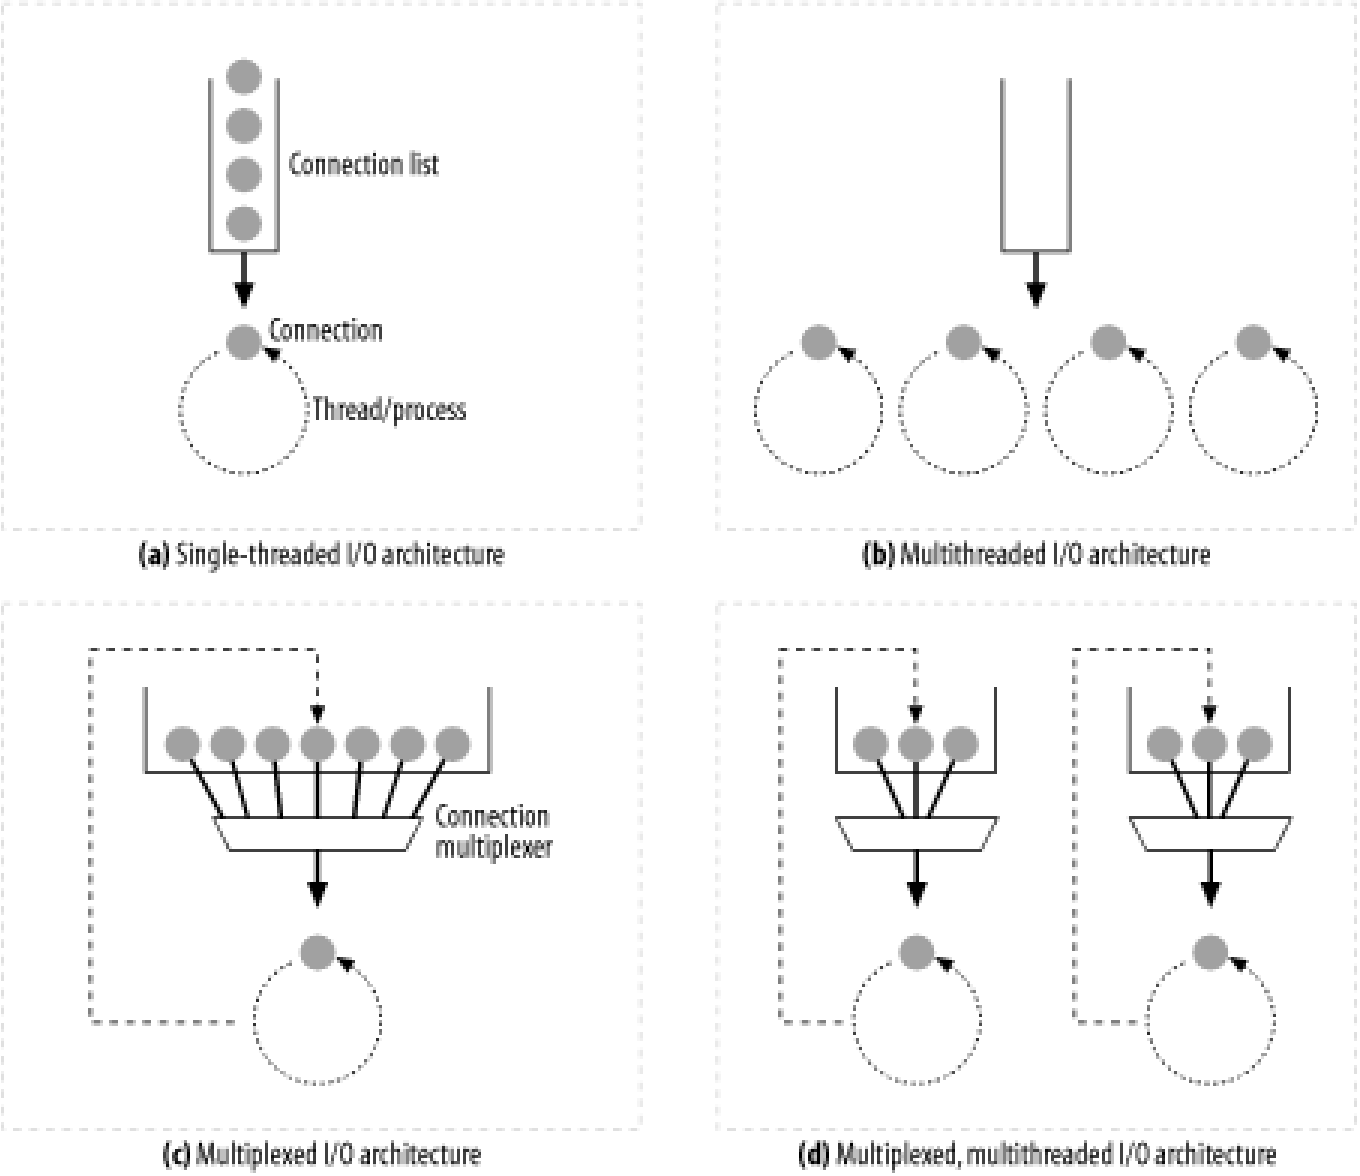 Connection list
Connection
Thread/process
(a) Single-threaded I/O architecture
(b) Multithreaded I/O architecture
Connection
multiplexer
(c) Multiplexed I/O architecture
(d) Multiplexed, multithreaded I/O architecture